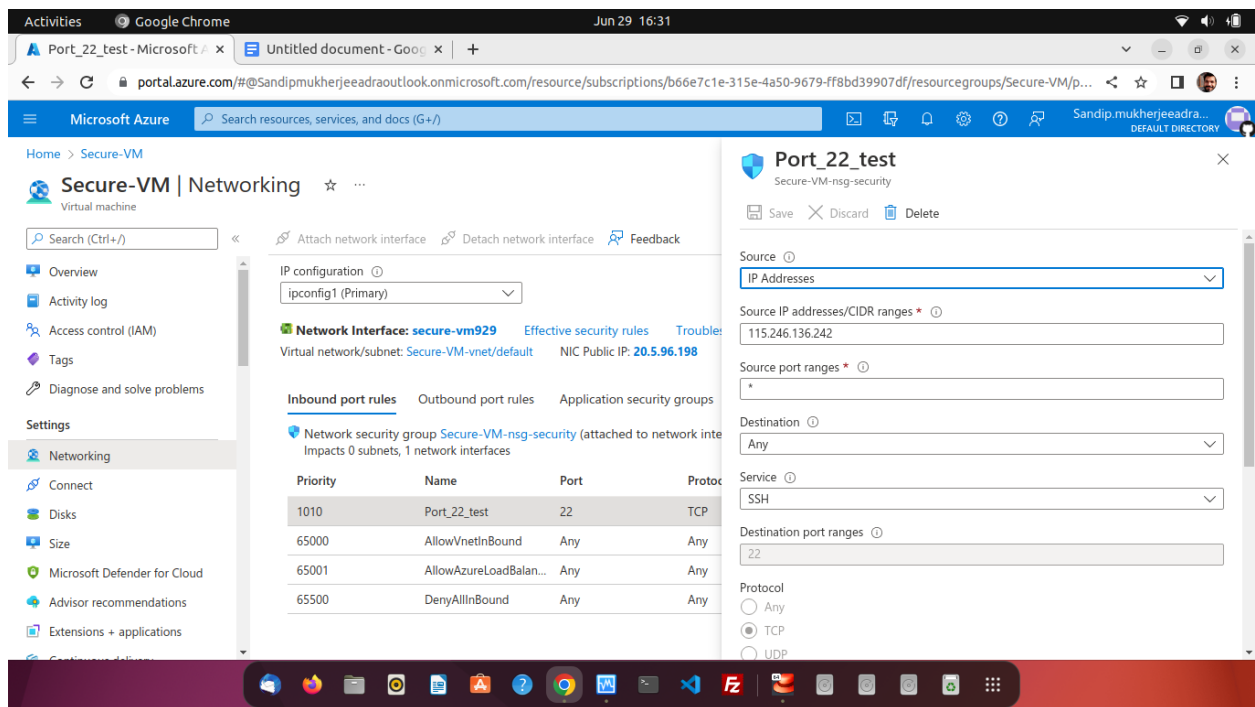 Activities
Google Chrome
Jun 29 16:31
Port_22_test - Microsoft A
Untitled document - Goog
portal.azure.com/#@Sandipmukherjeeadraoutlook.onmicrosoft.com/resource/subscriptions/b66e7c1e-315e-4a50-9679-ff8bd39907df/resourcegroups/Secure-VM/p...
Microsoft Azure
Search resources, services, and docs (G+/)
Sandip.mukherjeeadra...
DEFAULT DIRECTORY
Home > Secure-VM
Secure-VM | Networking
Virtual machine
Search (Ctrl+/)
Overview
Activity log
Access control (IAM)
Tags
Diagnose and solve problems
Settings
Networking
Connect
Disks
Size
Microsoft Defender for Cloud
Advisor recommendations
Extensions + applications
Continuous delivery
Attach network interface
Detach network interface
Feedback
IP configuration
ipconfig1 (Primary)
Network Interface: secure-vm929 Effective security rules Troubles
Virtual network/subnet: Secure-VM-vnet/default NIC Public IP: 20.5.96.198
Inbound port rules Outbound port rules Application security groups
Network security group Secure-VM-nsg-security (attached to network inte
Impacts 0 subnets, 1 network interfaces
Priority Name Port Protoc
1010 Port_22_test 22 TCP
65000 AllowVnetInBound Any Any
65001 AllowAzureLoadBalan... Any Any
65500 DenyAllInBound Any Any
Port_22_test
Secure-VM-nsg-security
Save Discard Delete
Source
IP Addresses
Source IP addresses/CIDR ranges *
115.246.136.242
Source port ranges *
*
Destination
Any
Service
SSH
Destination port ranges
22
Protocol
Any
TCP
UDP